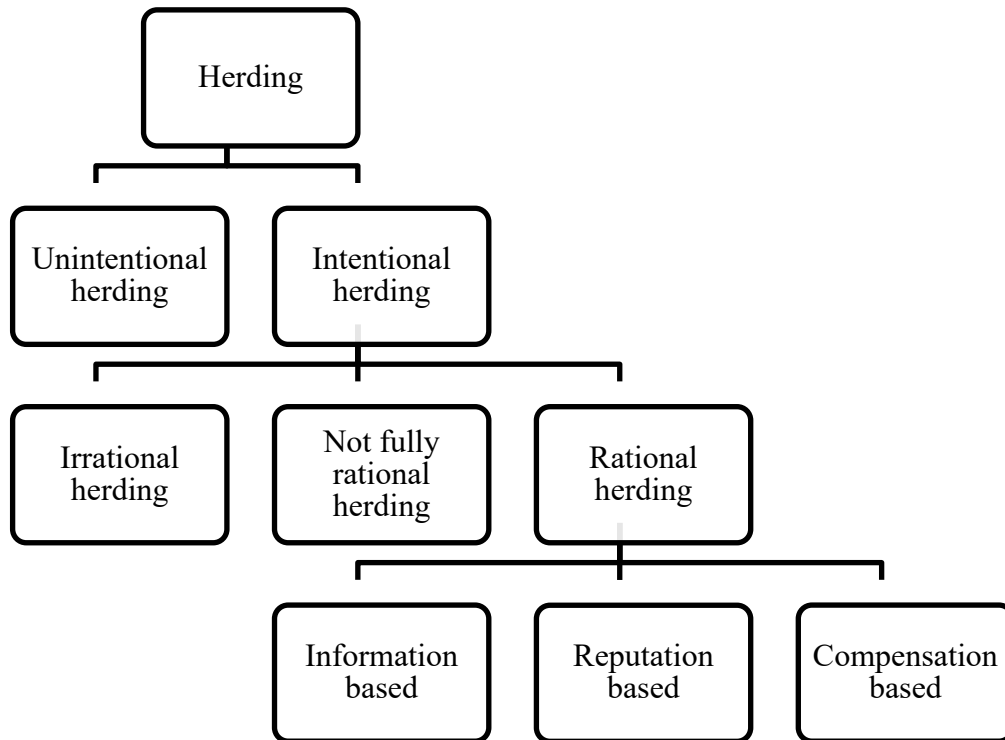 Herding
Unintentional
herding
Intentional
herding
Irrational
herding
Not fully
rational
herding
Rational
herding
Information
based
Reputation
based
Compensation
based